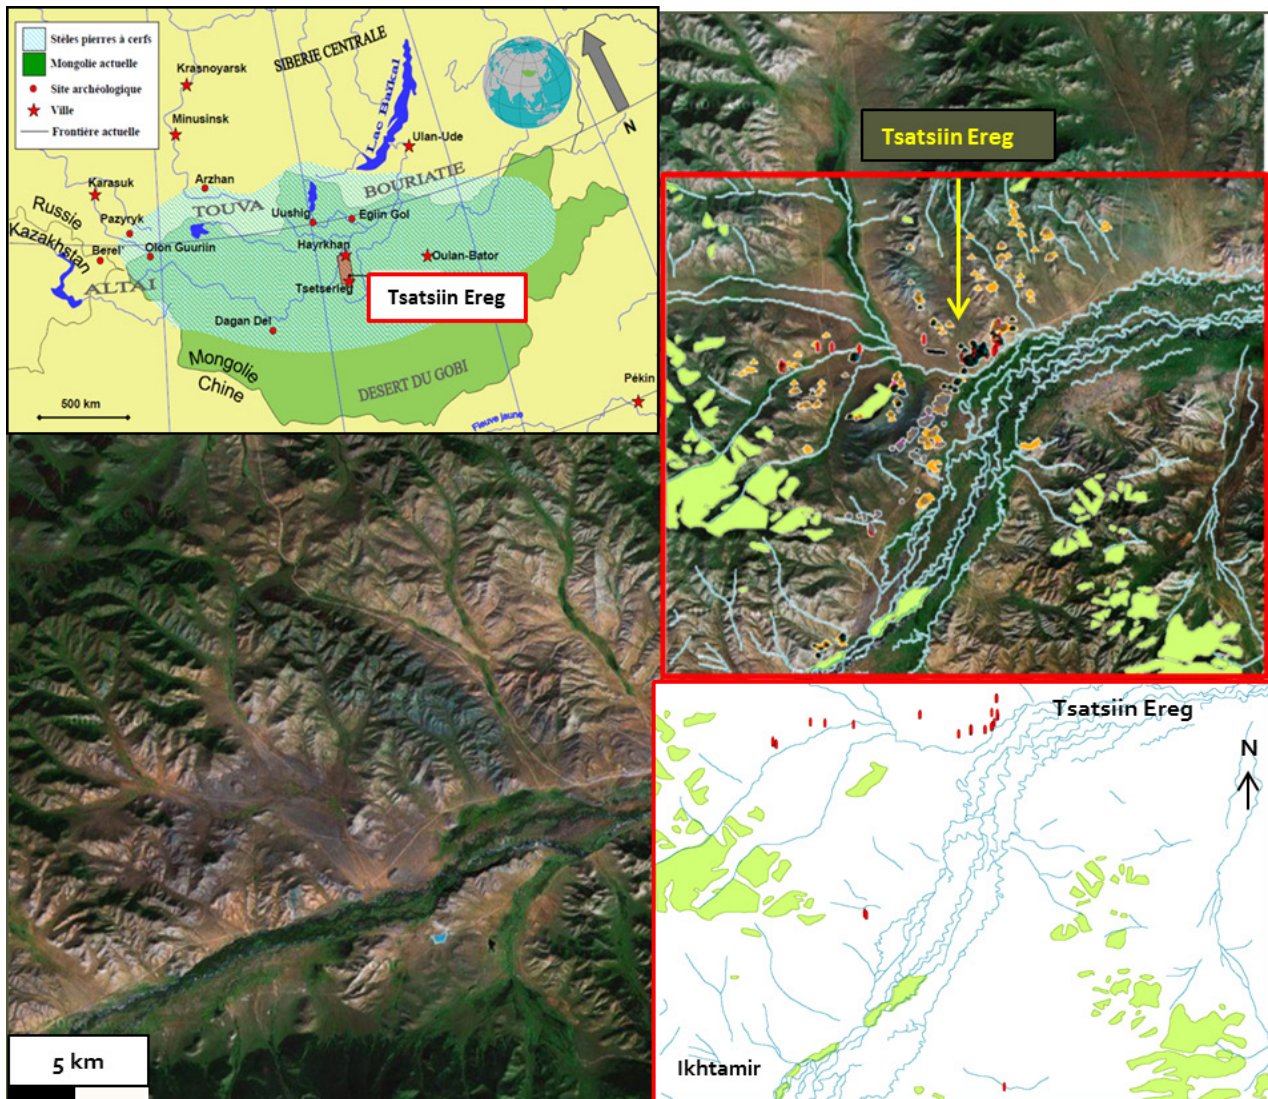 Stèles pierres à cerfs
Mongolie actuelle
Site archéologique
Ville
Frontière actuelle
SIBERIE CENTRALE
Krasnoyarsk
Minusinsk
Lac Baïkal
N
Ulan-Ude
Karasuk
Arzhan
BOURIATIE
TOUVA
Russie
Pazyryk
Uushig
Egiin Gol
Kazakhstan
Berel'
Olon Guuriin
Hayrkhan
Oulan-Bator
ALTAI
Tsetserleg
Tsatsiin Ereg
Dagan Del
Mongolie
Chine
DESERT DU GOBI
Pékin
500 km
Fleuve jaune
Tsatsiin Ereg
Tsatsiin Ereg
N
Ikhtamir
5 km